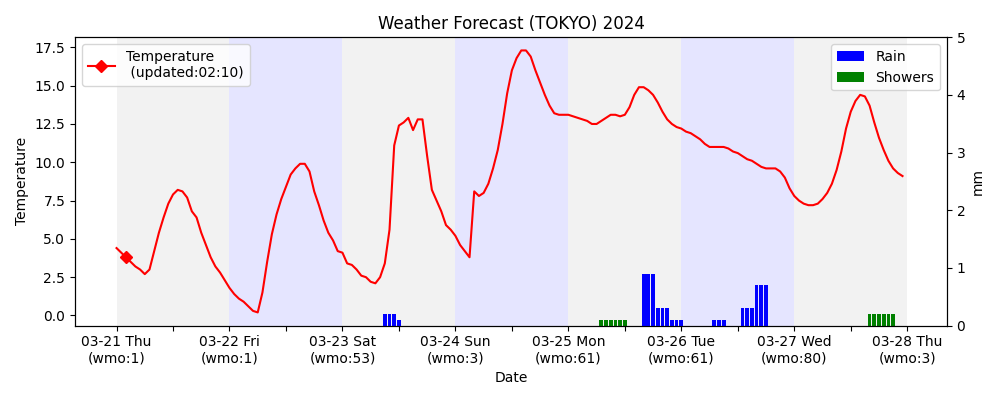 Weather Forecast (TOKYO) 2024
Temperature
(updated:02:10)
Rain
Showers
Temperature
17.5
15.0
12.5
10.0
7.5
5.0
2.5
0.0
5
4
3
2
1
0
mm
03-21 Thu
(wmo:1)
03-22 Fri
(wmo:1)
03-23 Sat
(wmo:53)
03-24 Sun
(wmo:3)
03-25 Mon
(wmo:61)
03-26 Tue
(wmo:61)
03-27 Wed
(wmo:80)
03-28 Thu
(wmo:3)
Date